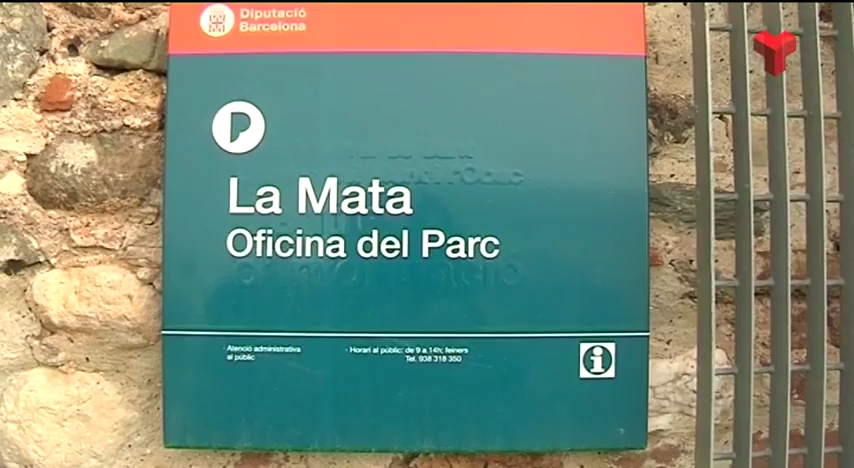 Diputació
Barcelona
P
La Mata
Oficina del Parc
· Atenció administrativa
al públic
· Horari al públic: de 9 a 14h; feiners
Tel. 938 318 350
i